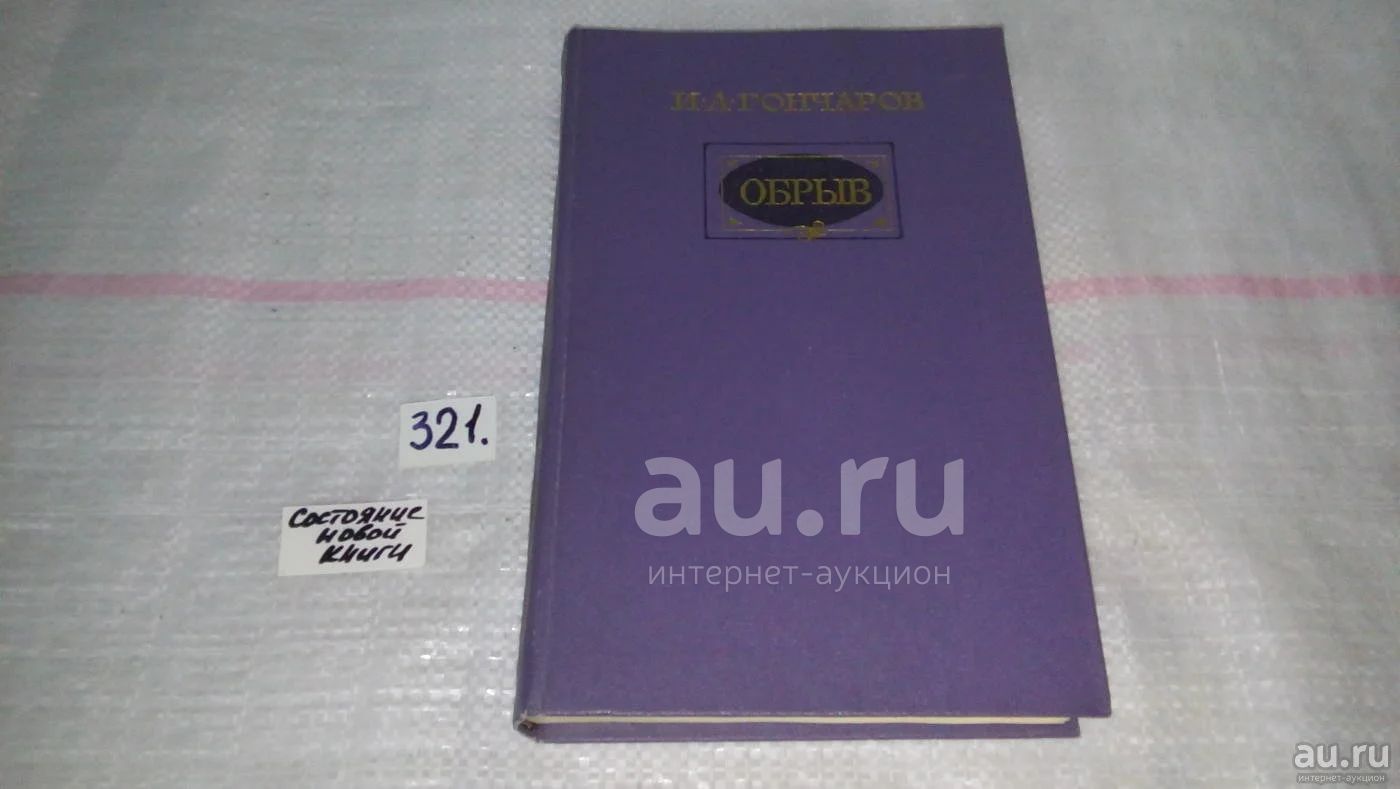 И·А·ГОНЧАРОВ
ОБРЫВ
321.
Состояние
новой
книги
au.ru
интернет-аукцион
au.ru
интернет-аукцион